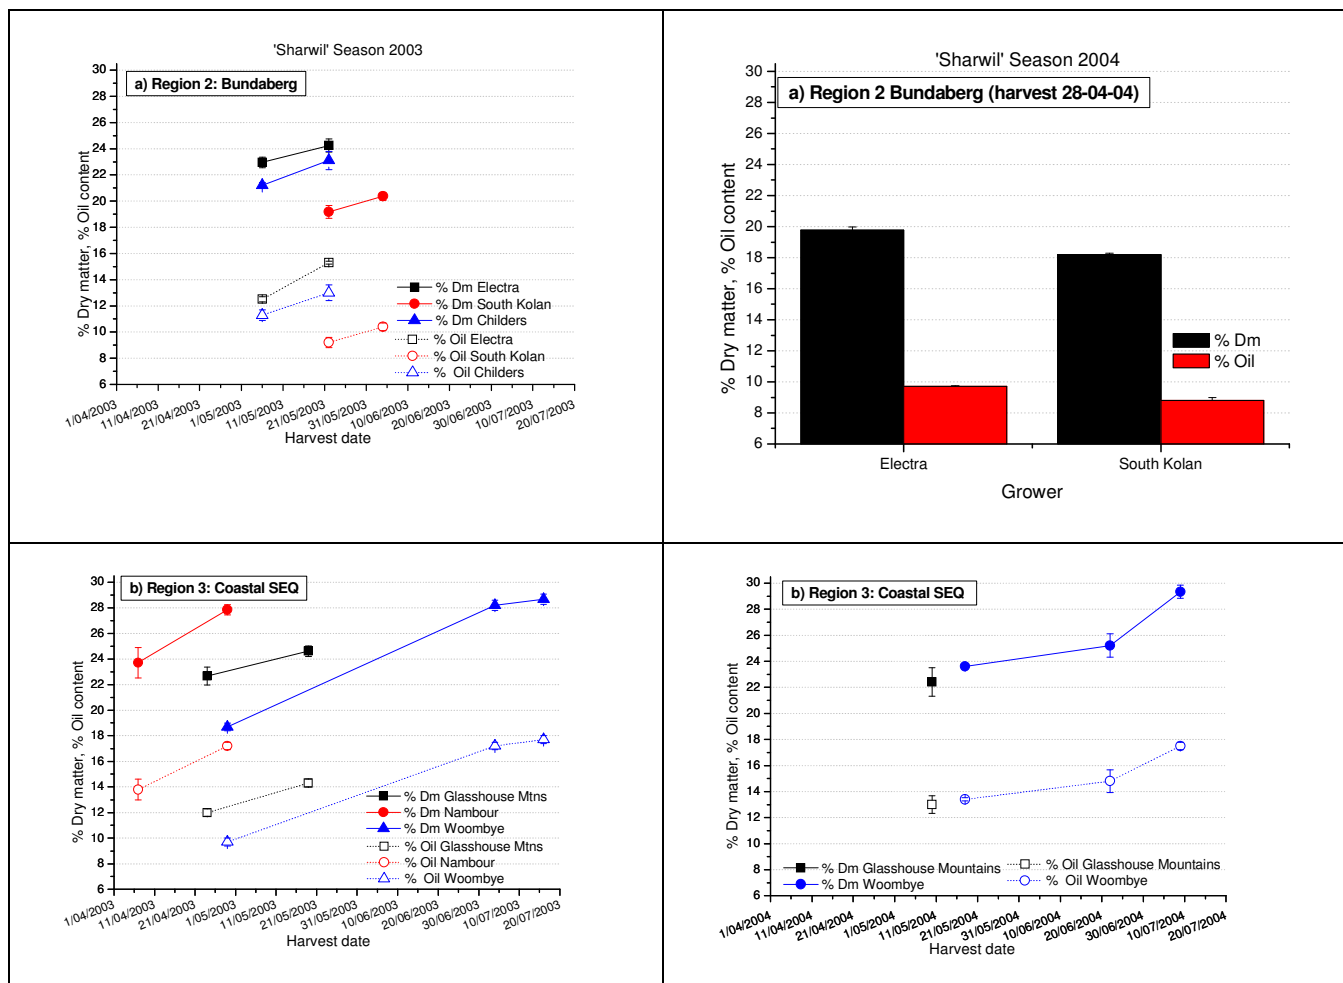 'Sharwil' Season 2003
a) Region 2: Bundaberg
% Dry matter, % Oil content
30
28
26
24
22
20
18
16
14
12
10
8
6
% Dm Electra
% Dm South Kolan
% Dm Childers
% Oil Electra
% Oil South Kolan
% Oil Childers
1/04/2003
11/04/2003
21/04/2003
1/05/2003
11/05/2003
21/05/2003
31/05/2003
10/06/2003
20/06/2003
30/06/2003
10/07/2003
20/07/2003
Harvest date
'Sharwil' Season 2004
a) Region 2 Bundaberg (harvest 28-04-04)
% Dry matter, % Oil content
30
28
26
24
22
20
18
16
14
12
10
8
6
% Dm
% Oil
Electra
South Kolan
Grower
b) Region 3: Coastal SEQ
% Dry matter, % Oil content
30
28
26
24
22
20
18
16
14
12
10
8
6
% Dm Glasshouse Mtns
% Dm Nambour
% Dm Woombye
% Oil Glasshouse Mtns
% Oil Nambour
% Oil Woombye
1/04/2003
11/04/2003
21/04/2003
1/05/2003
11/05/2003
21/05/2003
31/05/2003
10/06/2003
20/06/2003
30/06/2003
10/07/2003
20/07/2003
Harvest date
b) Region 3: Coastal SEQ
% Dry matter, % Oil content
30
28
26
24
22
20
18
16
14
12
10
8
6
% Dm Glasshouse Mountains
% Dm Woombye
% Oil Glasshouse Mountains
% Oil Woombye
1/04/2004
11/04/2004
21/04/2004
1/05/2004
11/05/2004
21/05/2004
31/05/2004
10/06/2004
20/06/2004
30/06/2004
10/07/2004
20/07/2004
Harvest date